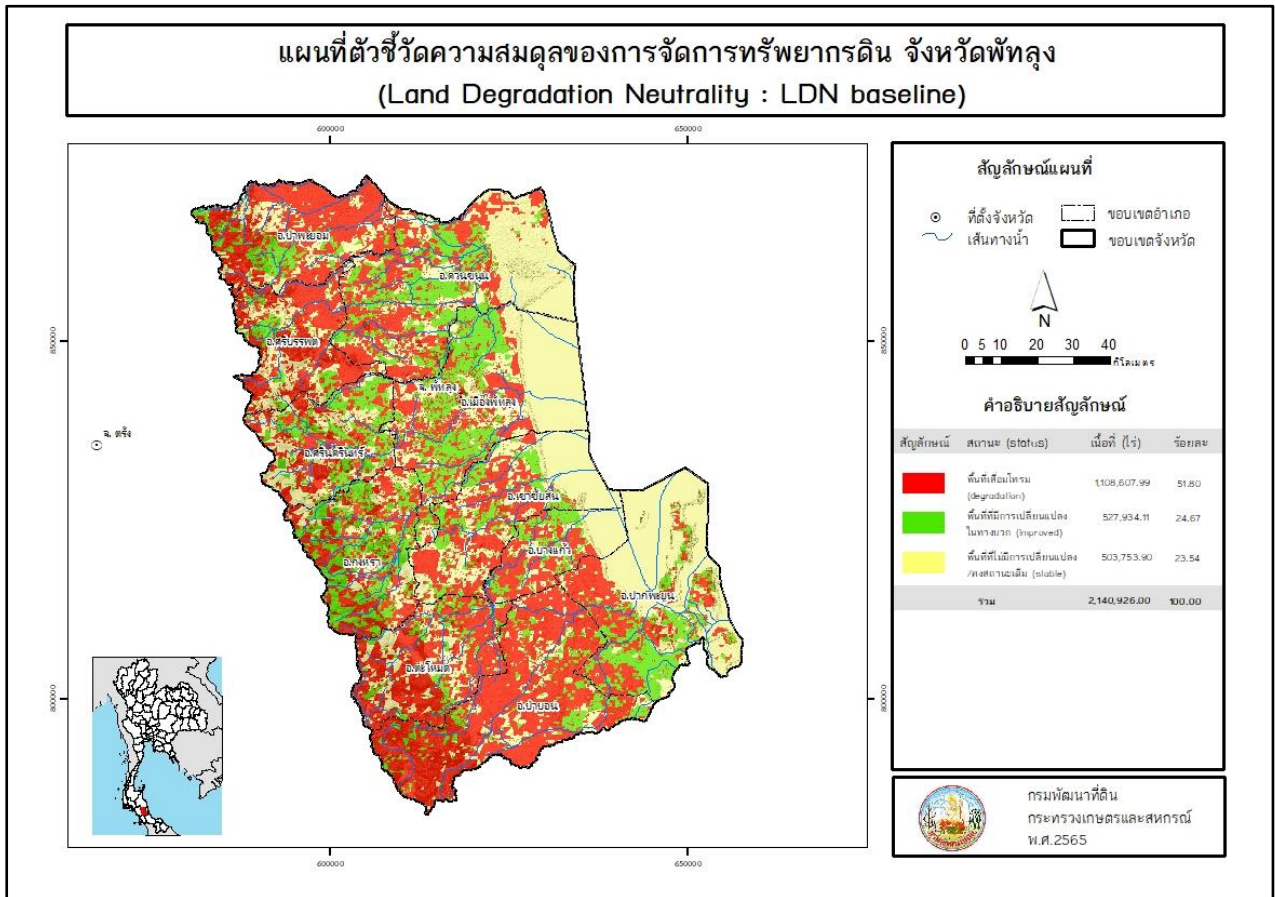 แผนที่ตัวชี้วัดความสมดุลของการจัดการทรัพยากรดิน จังหวัดพัทลุง
(Land Degradation Neutrality : LDN baseline)
600000
650000
850000
850000
800000
800000
600000
650000
อ.ป่าพะยอม
อ.ควนขนุน
อ.ศรีบรรพต
จ. พัทลุง
อ.เมืองพัทลุง
จ. ตรัง
อ.ศรีนครินทร์
อ.เขาชัยสน
อ.บางแก้ว
อ.กงหรา
อ.ปากพะยูน
อ.ตะโหมด
อ.ป่าบอน
สัญลักษณ์แผนที่
ที่ตั้งจังหวัด
ขอบเขตอำเภอ
เส้นทางน้ำ
ขอบเขตจังหวัด
N
0 5 10 20 30 40
กิโลเมตร
คำอธิบายสัญลักษณ์
สัญลักษณ์ สถานะ (status) เนื้อที่ (ไร่) ร้อยละ
พื้นที่เสื่อมโทรม 1,108,607.99 51.80
(degradation)
พื้นที่ที่มีการเปลี่ยนแปลง 527,934.11 24.67
ในทางบวก (improved)
พื้นที่ที่ไม่มีการเปลี่ยนแปลง 503,753.90 23.54
/คงสถานะเดิม (stable)
รวม 2,140,926.00 100.00
กรมพัฒนาที่ดิน
กระทรวงเกษตรและสหกรณ์
พ.ศ.2565